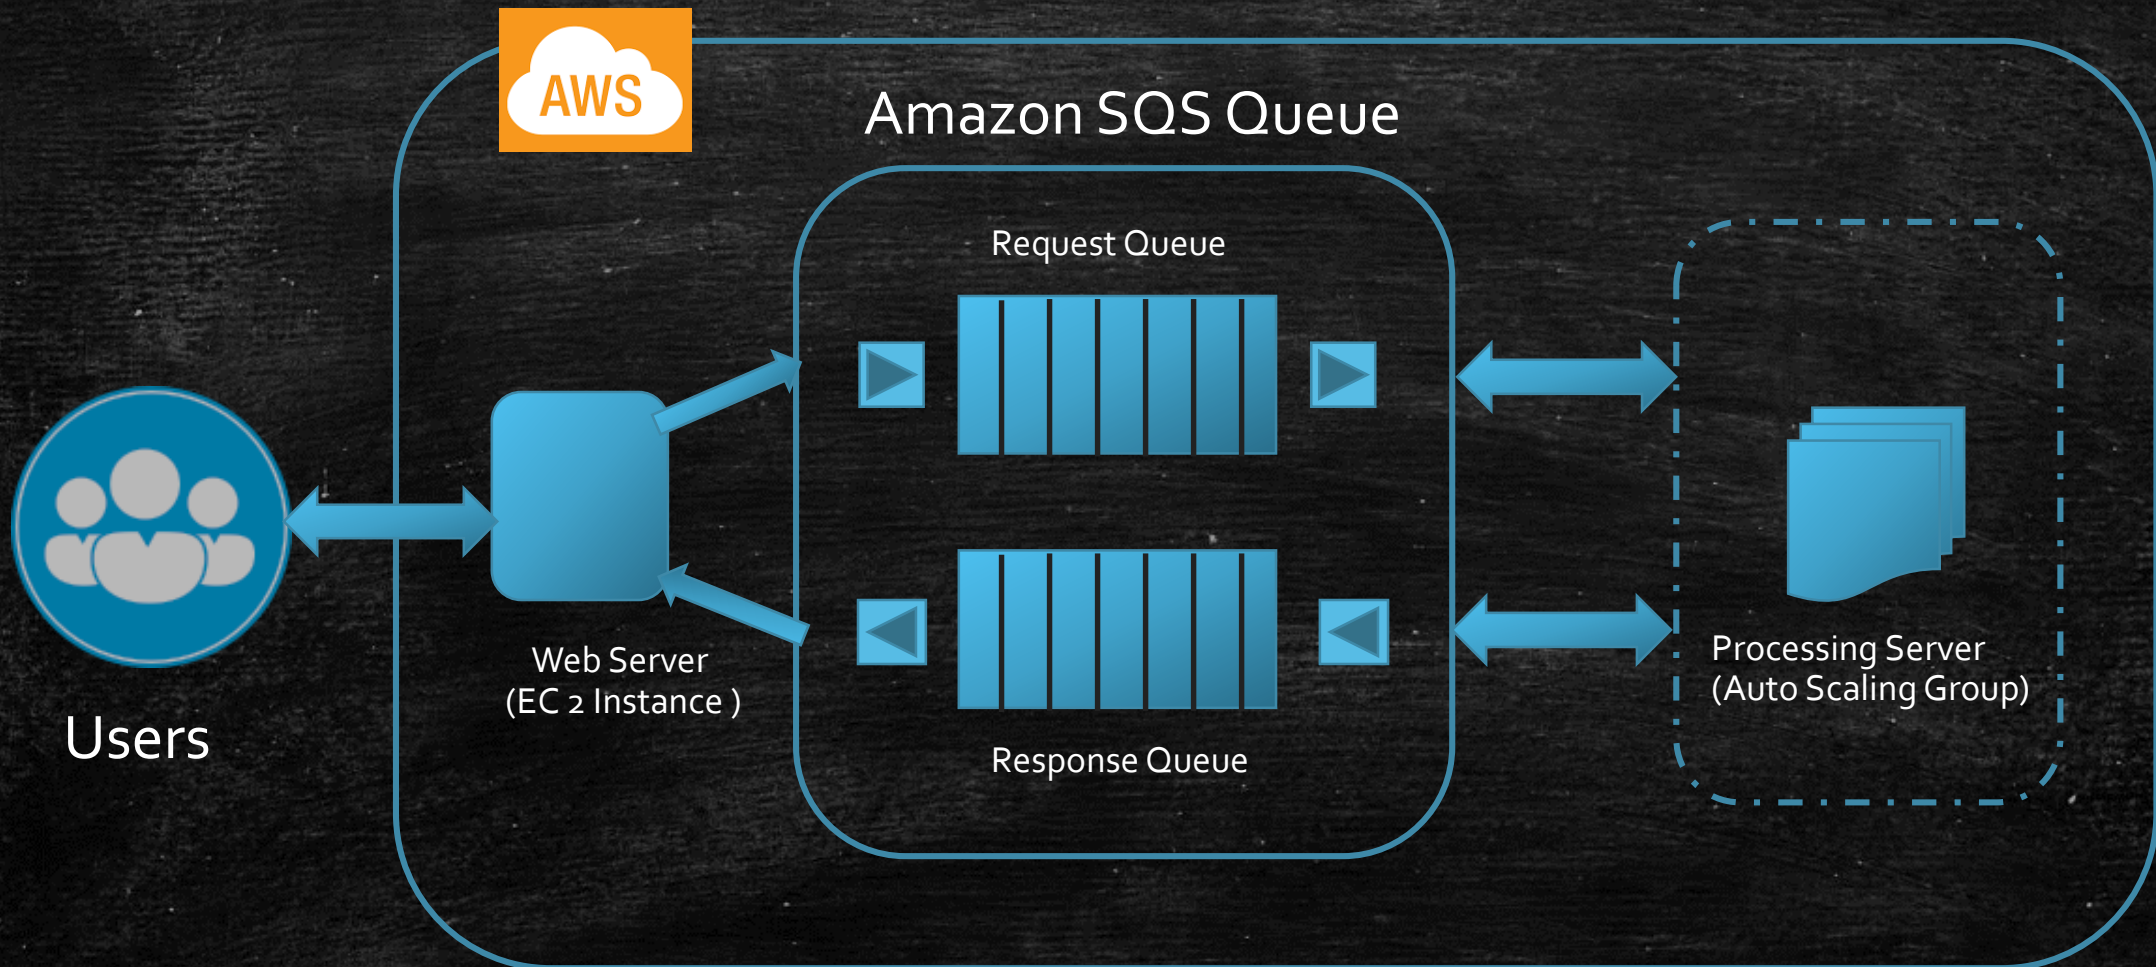 AWS
Amazon SQS Queue
Request Queue
Web Server
(EC 2 Instance )
Users
Response Queue
Processing Server
(Auto Scaling Group)